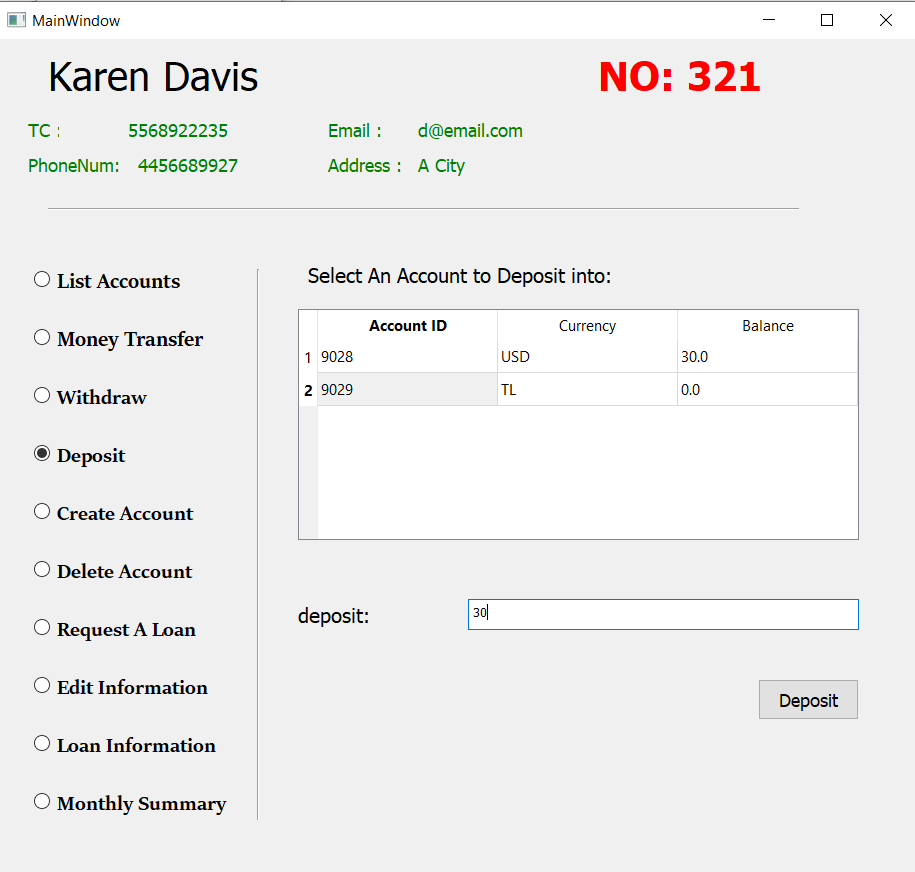 MainWindow
Karen Davis NO: 321
TC : 5568922235 Email : d@email.com
PhoneNum: 4456689927 Address : A City
List Accounts
Money Transfer
Withdraw
Deposit
Create Account
Delete Account
Request A Loan
Edit Information
Loan Information
Monthly Summary
Select An Account to Deposit into:
Account ID Currency Balance
1 9028 USD 30.0
2 9029 TL 0.0
deposit: 30
Deposit